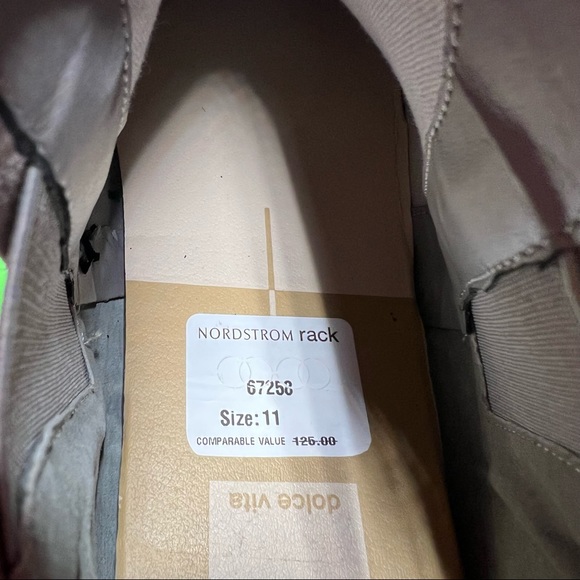 NORDSTROM rack
67258
Size: 11
COMPARABLE VALUE 125.00
dolce vita